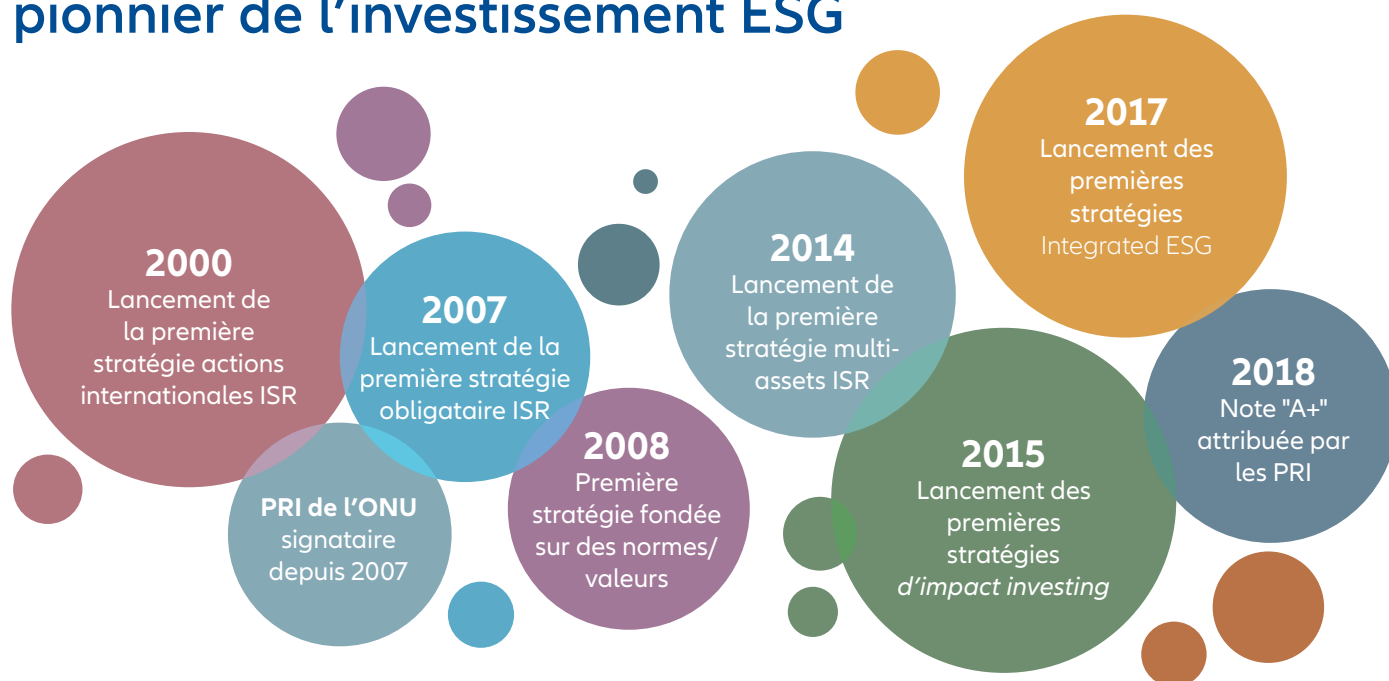 pionnier de l’investissement ESG
2000
Lancement de
la première
stratégie actions
internationales ISR
2007
Lancement de la
première stratégie
obligataire ISR
PRI de l’ONU
signataire
depuis 2007
2008
Première
stratégie fondée
sur des normes/
valeurs
2014
Lancement de
la première
stratégie multi-
assets ISR
2015
Lancement des
premières
stratégies
d’impact investing
2017
Lancement des
premières
stratégies
Integrated ESG
2018
Note "A+"
attribuée par
les PRI